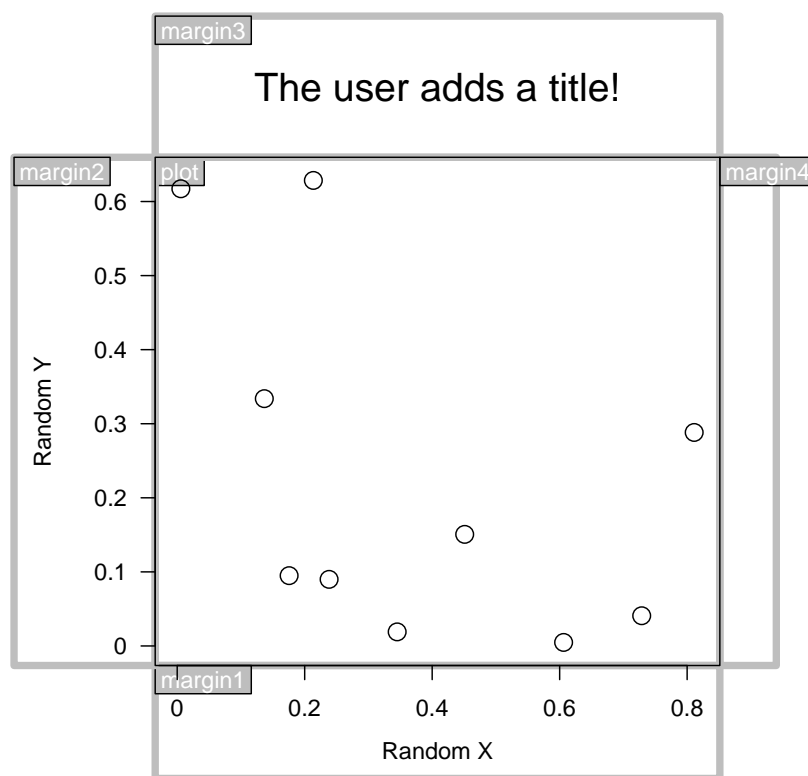 margin3
The user adds a title!
margin2
plot
margin4
0.6
0.5
0.4
0.3
0.2
0.1
0
Random Y
margin1
0 0.2 0.4 0.6 0.8
Random X